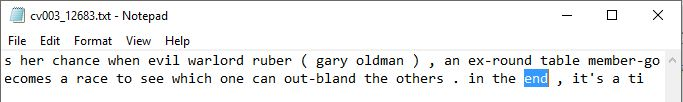 cv003_12683.txt - Notepad
File Edit Format View Help
s her chance when evil warlord ruber ( gary oldman ) , an ex-round table member-go
ecomes a race to see which one can out-bland the others . in the end , it's a ti